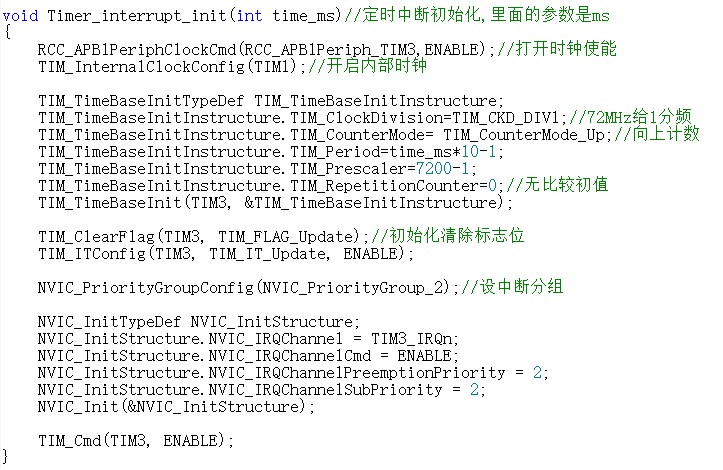 void Timer_interrupt_init(int time_ms)//定时中断初始化,里面的参数是ms
{
    RCC_APB1PeriphClockCmd(RCC_APB1Periph_TIM3,ENABLE);//打开时钟使能
    TIM_InternalClockConfig(TIM1);//开启内部时钟

    TIM_TimeBaseInitTypeDef TIM_TimeBaseInitInstructure;
    TIM_TimeBaseInitInstructure.TIM_ClockDivision=TIM_CKD_DIV1;//72MHz给1分频
    TIM_TimeBaseInitInstructure.TIM_CounterMode= TIM_CounterMode_Up;//向上计数
    TIM_TimeBaseInitInstructure.TIM_Period=time_ms*10-1;
    TIM_TimeBaseInitInstructure.TIM_Prescaler=7200-1;
    TIM_TimeBaseInitInstructure.TIM_RepetitionCounter=0;//无比较初值
    TIM_TimeBaseInit(TIM3, &TIM_TimeBaseInitInstructure);

    TIM_ClearFlag(TIM3, TIM_FLAG_Update);//初始化清除标志位
    TIM_ITConfig(TIM3, TIM_IT_Update, ENABLE);

    NVIC_PriorityGroupConfig(NVIC_PriorityGroup_2);//设中断分组

    NVIC_InitTypeDef NVIC_InitStructure;
    NVIC_InitStructure.NVIC_IRQChannel = TIM3_IRQn;
    NVIC_InitStructure.NVIC_IRQChannelCmd = ENABLE;
    NVIC_InitStructure.NVIC_IRQChannelPreemptionPriority = 2;
    NVIC_InitStructure.NVIC_IRQChannelSubPriority = 2;
    NVIC_Init(&NVIC_InitStructure);

    TIM_Cmd(TIM3, ENABLE);
}